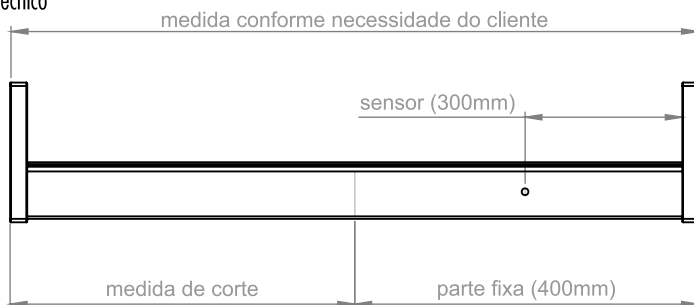 medida conforme necessidade do cliente
sensor (300mm)
medida de corte
parte fixa (400mm)